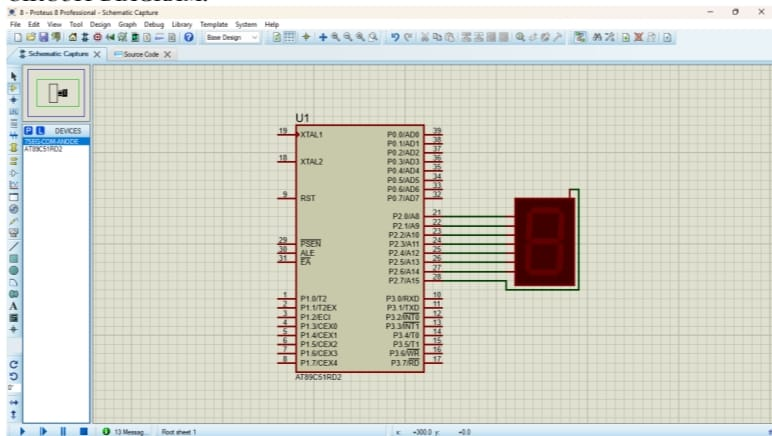 8 - Proteus 8 Professional - Schematic Capture
File Edit View Tool Design Graph Debug Library Template System Help
Base Design
Schematic Capture X Source Code X
P L DEVICES
7SEG-COM-ANODE
AT89C51RD2
U1
19 XTAL1
18 XTAL2
9 RST
29 PSEN
30 ALE
31 EA
1 P1.0/T2
2 P1.1/T2EX
3 P1.2/ECI
4 P1.3/CEX0
5 P1.4/CEX1
6 P1.5/CEX2
7 P1.6/CEX3
8 P1.7/CEX4
P0.0/AD0 39
P0.1/AD1 38
P0.2/AD2 37
P0.3/AD3 36
P0.4/AD4 35
P0.5/AD5 34
P0.6/AD6 33
P0.7/AD7 32
P2.0/A8 21
P2.1/A9 22
P2.2/A10 23
P2.3/A11 24
P2.4/A12 25
P2.5/A13 26
P2.6/A14 27
P2.7/A15 28
P3.0/RXD 10
P3.1/TXD 11
P3.2/INT0 12
P3.3/INT1 13
P3.4/T0 14
P3.5/T1 15
P3.6/WR 16
P3.7/RD 17
AT89C51RD2
13 Messag... Root sheet 1 x: -300.0 y: +0.0